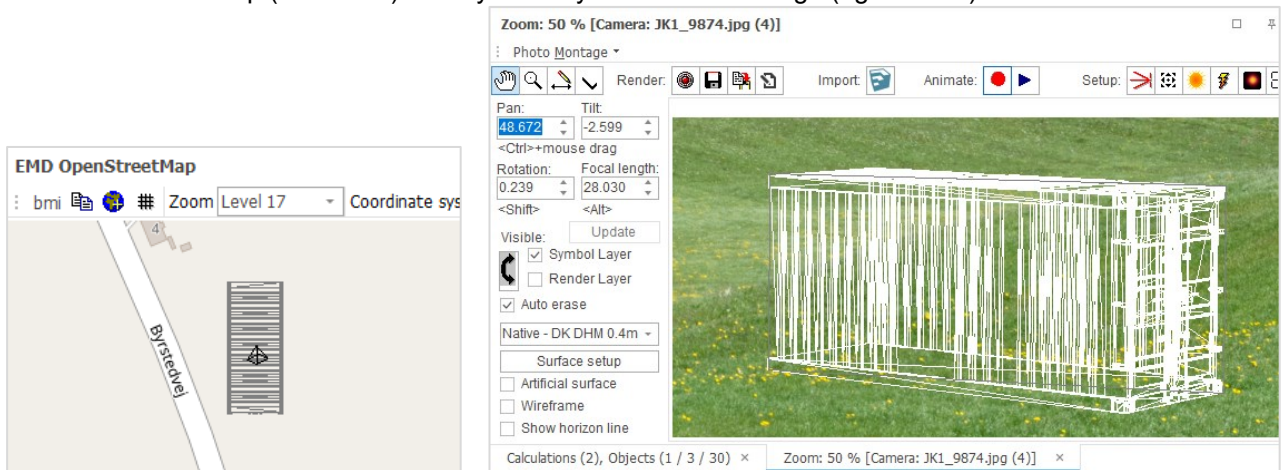 Zoom: 50 % [Camera: JK1_9874.jpg (4)]
Photo Montage
Render: Import: Animate: Setup:
Pan: Tilt:
48.672 -2.599
<Ctrl>+mouse drag
Rotation: Focal length:
0.239 28.030
<Shift> <Alt>
Visible: Update
Symbol Layer
Render Layer
Auto erase
Native - DK DHM 0.4m
Surface setup
Artificial surface
Wireframe
Show horizon line
Calculations (2), Objects (1 / 3 / 30) × Zoom: 50 % [Camera: JK1_9874.jpg (4)] ×
EMD OpenStreetMap
bmi Zoom Level 17 Coordinate sys
4
Byrstedvej